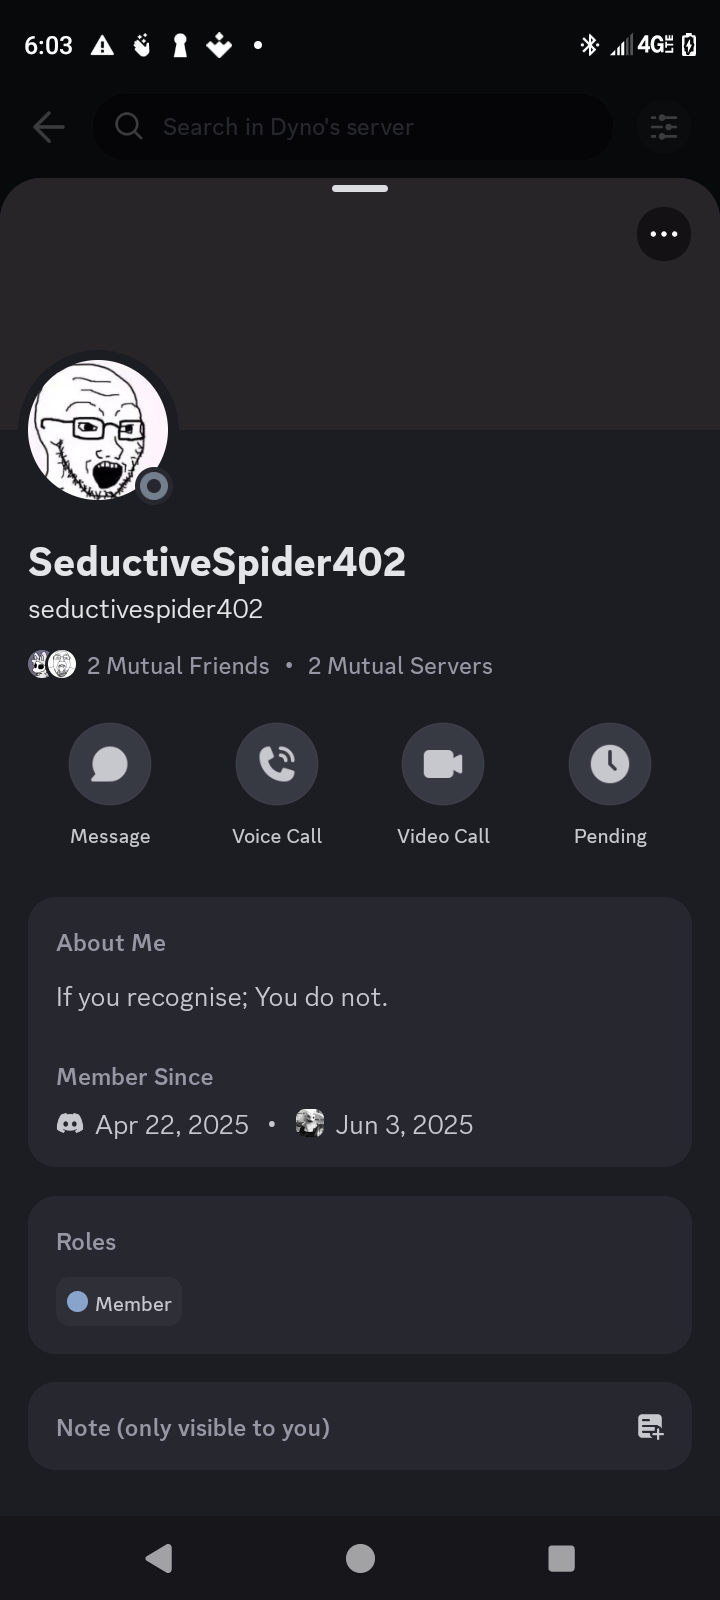 6:03 4G LTE
Search in Dyno's server
SeductiveSpider402
seductivespider402
2 Mutual Friends • 2 Mutual Servers
Message Voice Call Video Call Pending
About Me
If you recognise; You do not.
Member Since
Apr 22, 2025 • Jun 3, 2025
Roles
Member
Note (only visible to you)